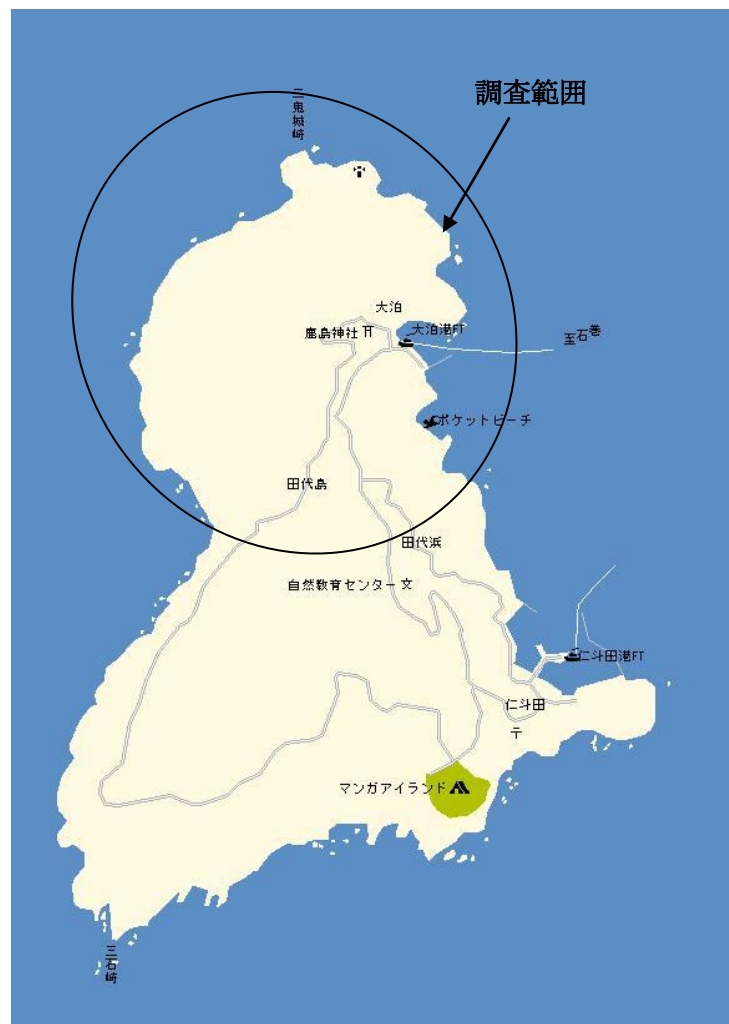 調査範囲
二鬼城崎
大泊
鹿島神社
大泊港FT
至石巻
ポケットビーチ
田代島
田代浜
自然教育センター 文
仁斗田港FT
仁斗田
〒
マンガアイランド
三石崎